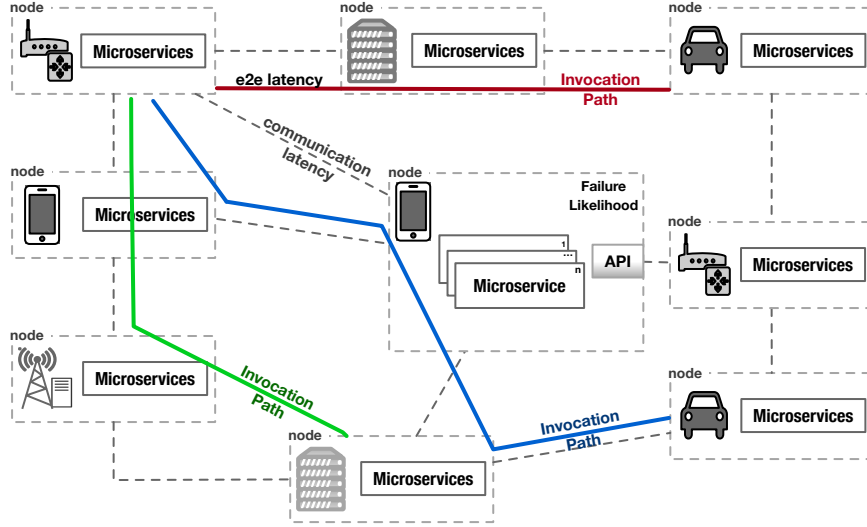 node
Microservices
node
Microservices
node
Microservices
e2e latency
Invocation
Path
communication
latency
node
Microservices
node
Failure
Likelihood
1
...
n
Microservice
API
node
Microservices
node
Microservices
Invocation
Path
node
Microservices
Invocation
Path
node
Microservices